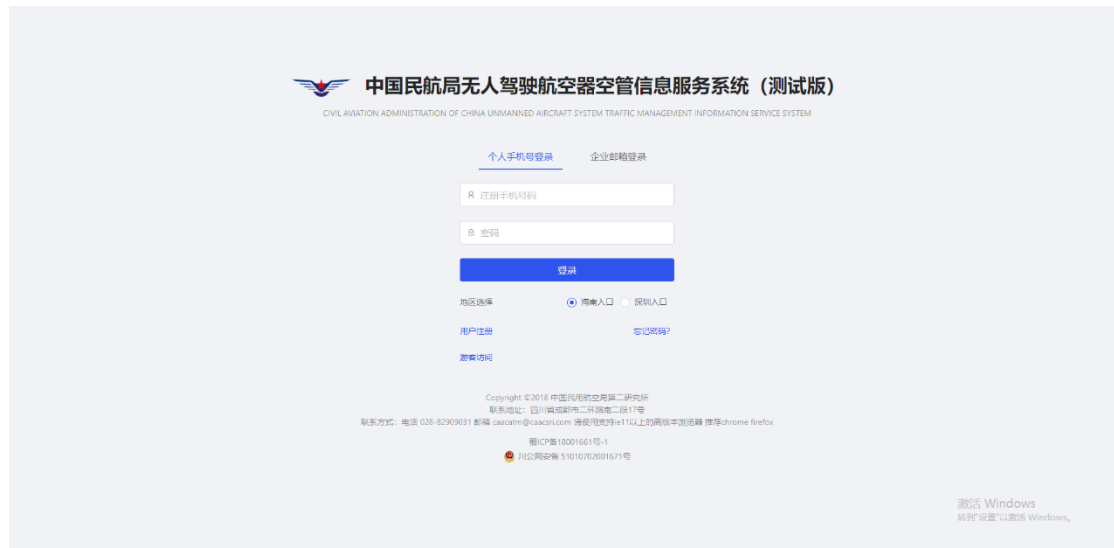 中国民航局无人驾驶航空器空管信息服务系统（测试版）
CIVIL AVIATION ADMINISTRATION OF CHINA UNMANNED AIRCRAFT SYSTEM TRAFFIC MANAGEMENT INFORMATION SERVICE SYSTEM
个人手机号登录 企业邮箱登录
注册手机号码
密码
登录
地区选择 海南入口 深圳入口
用户注册 忘记密码?
游客访问
Copyright ©2018 中国民用航空局第二研究所
联系地址：四川省成都市二环路南二段17号
联系方式：电话 028-82909031 邮箱 caacatm@caacsri.com 请使用支持ie11以上的高版本浏览器 推荐chrome firefox
蜀ICP备18001661号-1
川公网安备 51010702001671号
激活 Windows
转到"设置"以激活 Windows。